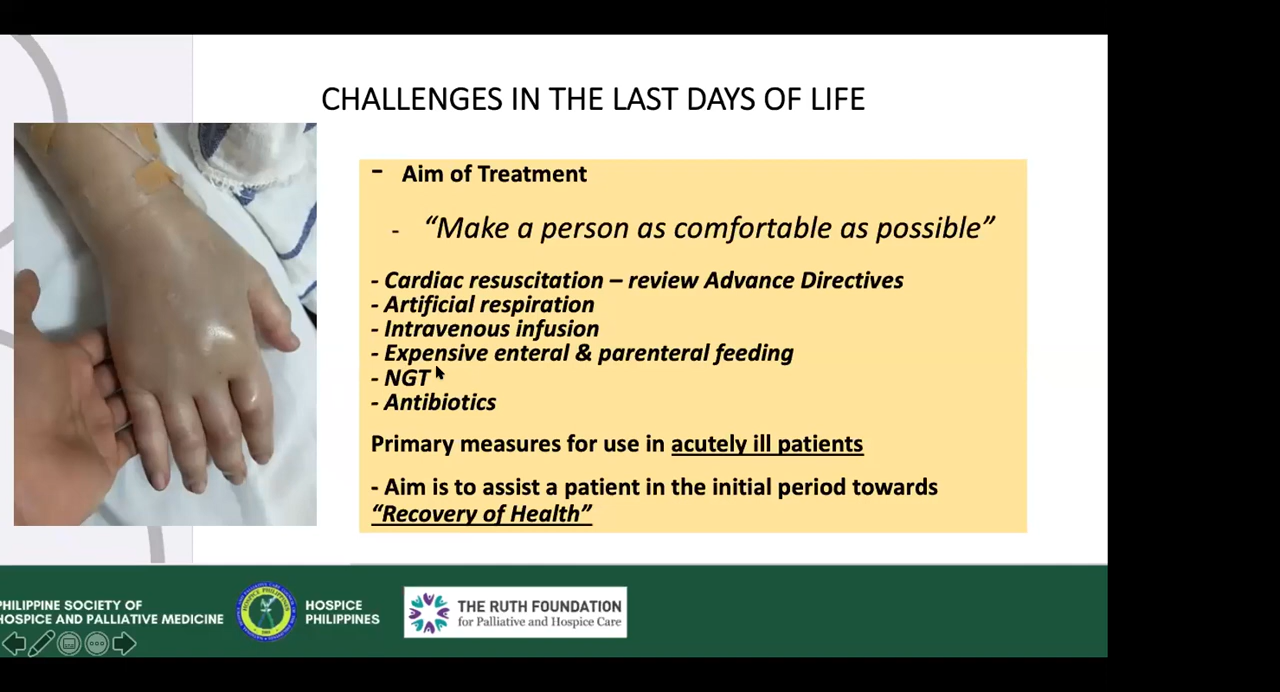 CHALLENGES IN THE LAST DAYS OF LIFE
- Aim of Treatment
- “Make a person as comfortable as possible”
- Cardiac resuscitation – review Advance Directives
- Artificial respiration
- Intravenous infusion
- Expensive enteral & parenteral feeding
- NGT
- Antibiotics
Primary measures for use in acutely ill patients
- Aim is to assist a patient in the initial period towards
“Recovery of Health”
PHILIPPINE SOCIETY OF
HOSPICE AND PALLIATIVE MEDICINE
HOSPICE
PHILIPPINES
THE RUTH FOUNDATION
for Palliative and Hospice Care